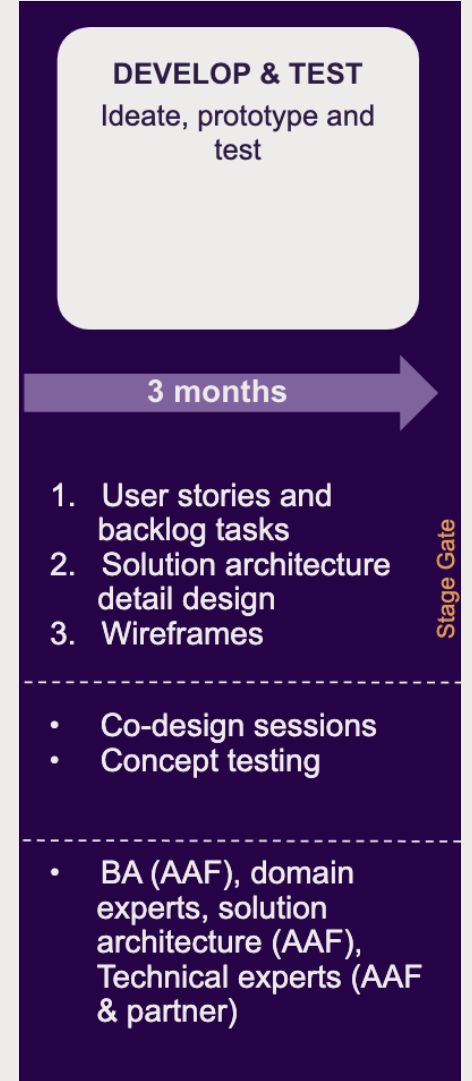 DEVELOP & TEST
Ideate, prototype and
test
3 months
1. User stories and
backlog tasks
2. Solution architecture
detail design
3. Wireframes
Stage Gate
• Co-design sessions
• Concept testing
• BA (AAF), domain
experts, solution
architecture (AAF),
Technical experts (AAF
& partner)